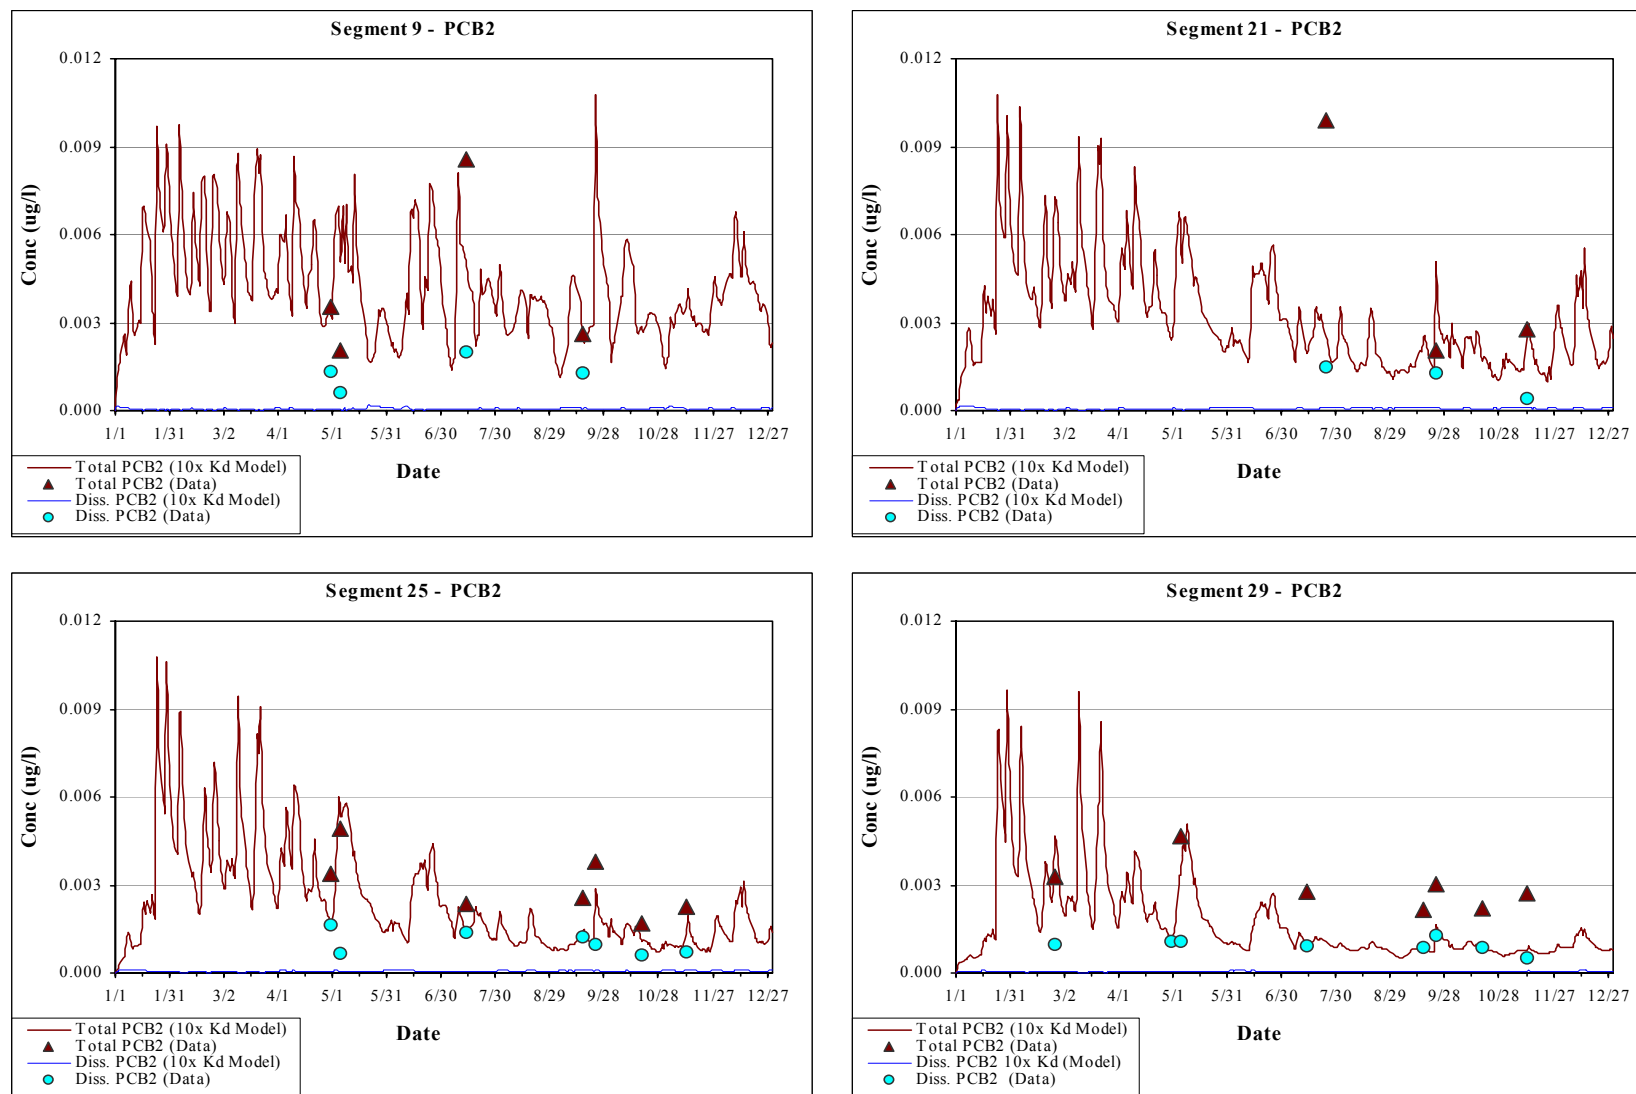 Segment 9 - PCB2
0.012
0.009
0.006
0.003
0.000
Conc (ug/l)
1/1 1/31 3/2 4/1 5/1 5/31 6/30 7/30 8/29 9/28 10/28 11/27 12/27
Date
Total PCB2 (10x Kd Model)
Total PCB2 (Data)
Diss. PCB2 (10x Kd Model)
Diss. PCB2 (Data)
Segment 21 - PCB2
0.012
0.009
0.006
0.003
0.000
Conc (ug/l)
1/1 1/31 3/2 4/1 5/1 5/31 6/30 7/30 8/29 9/28 10/28 11/27 12/27
Date
Total PCB2 (10x Kd Model)
Total PCB2 (Data)
Diss. PCB2 (10x Kd Model)
Diss. PCB2 (Data)
Segment 25 - PCB2
0.012
0.009
0.006
0.003
0.000
Conc (ug/l)
1/1 1/31 3/2 4/1 5/1 5/31 6/30 7/30 8/29 9/28 10/28 11/27 12/27
Date
Total PCB2 (10x Kd Model)
Total PCB2 (Data)
Diss. PCB2 (10x Kd Model)
Diss. PCB2 (Data)
Segment 29 - PCB2
0.012
0.009
0.006
0.003
0.000
Conc (ug/l)
1/1 1/31 3/2 4/1 5/1 5/31 6/30 7/30 8/29 9/28 10/28 11/27 12/27
Date
Total PCB2 (10x Kd Model)
Total PCB2 (Data)
Diss. PCB2 10x Kd (Model)
Diss. PCB2 (Data)